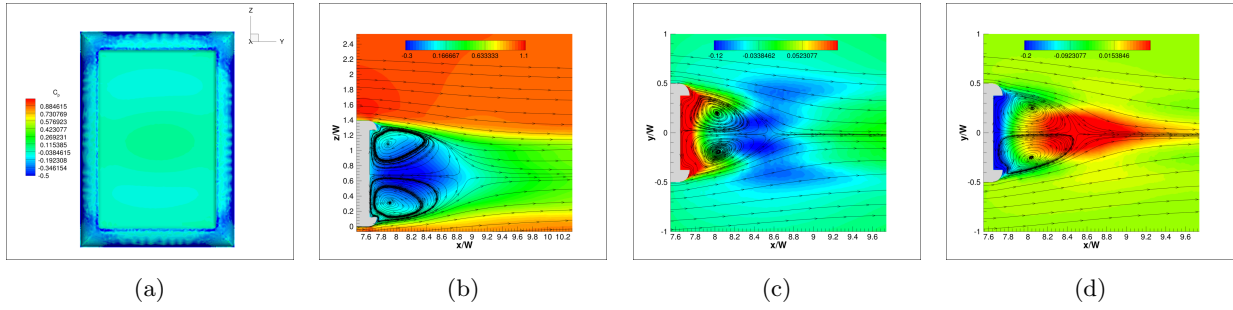 Z
X
Y
Cp
0.884615
0.730769
0.576923
0.423077
0.269231
0.115385
-0.0384615
-0.192308
-0.346154
-0.5
(a)
-0.3 0.166667 0.633333 1.1
z/W
2.4
2.2
2
1.8
1.6
1.4
1.2
1
0.8
0.6
0.4
0.2
0
7.6 7.8 8 8.2 8.4 8.6 8.8 9 9.2 9.4 9.6 9.8 10 10.2
x/W
(b)
-0.12 -0.0338462 0.0523077
y/W
1
0.5
0
-0.5
-1
7.6 7.8 8 8.2 8.4 8.6 8.8 9 9.2 9.4 9.6
x/W
(c)
-0.2 -0.0923077 0.0153846
y/W
1
0.5
0
-0.5
-1
7.6 7.8 8 8.2 8.4 8.6 8.8 9 9.2 9.4 9.6
x/W
(d)